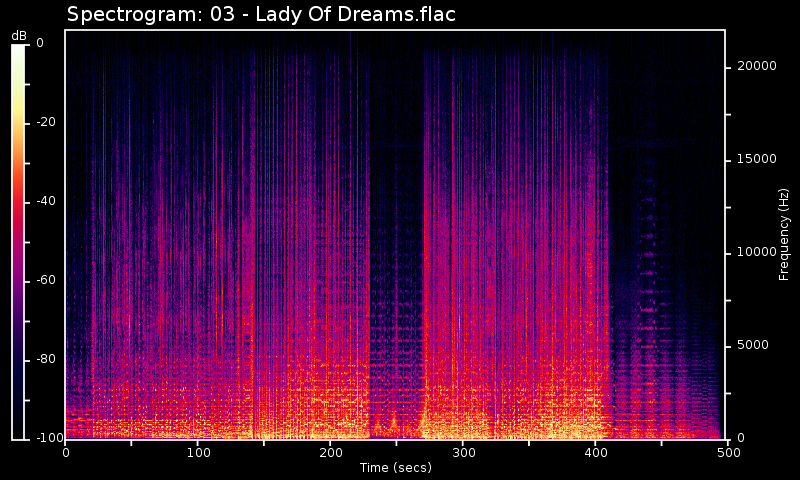 Spectrogram: 03 - Lady Of Dreams.flac
dB
0
-20
-40
-60
-80
-100
20000
15000
10000
5000
0
Frequency (Hz)
0 100 200 300 400 500
Time (secs)